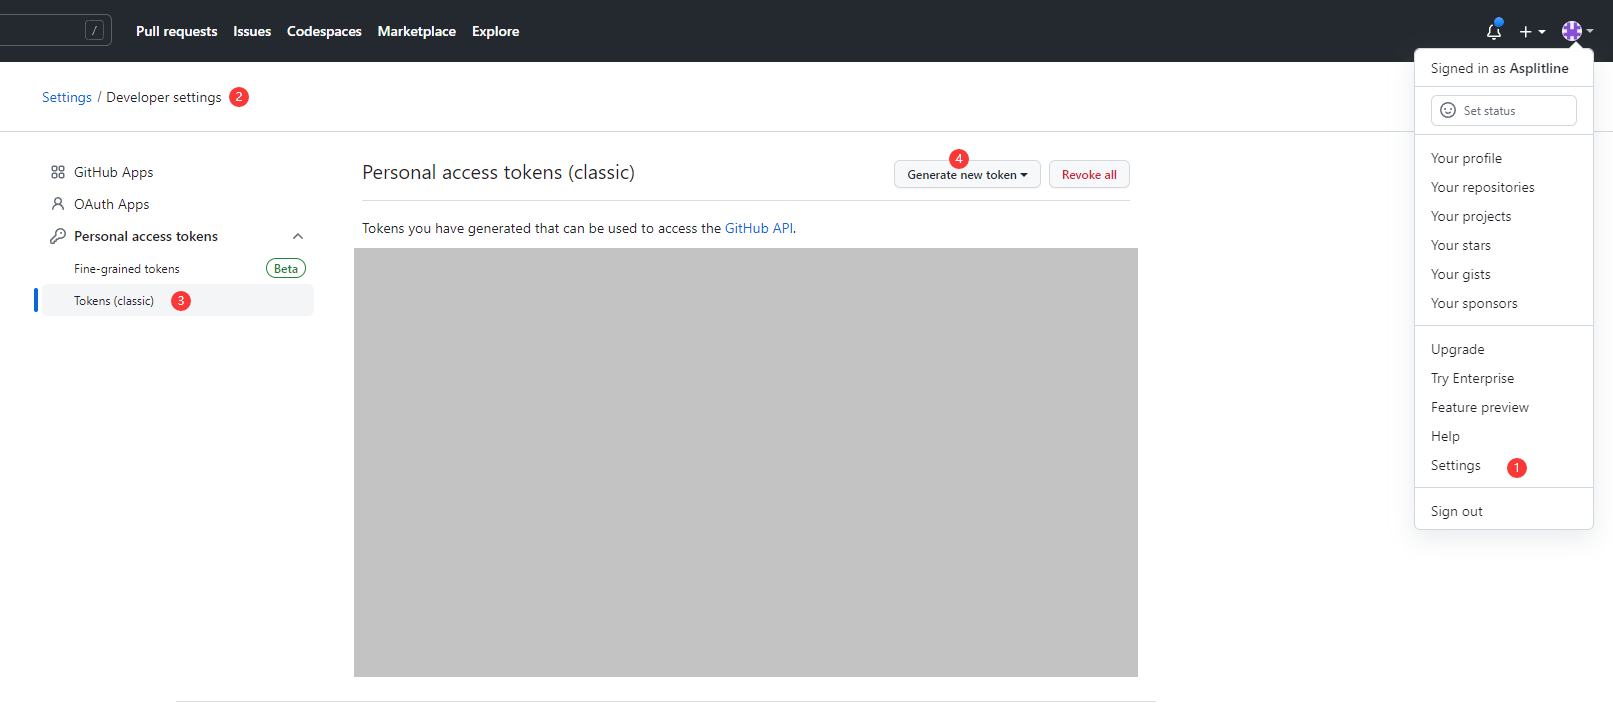 / Pull requests Issues Codespaces Marketplace Explore
Signed in as Asplitline
Set status
Your profile
Your repositories
Your projects
Your stars
Your gists
Your sponsors
Upgrade
Try Enterprise
Feature preview
Help
Settings 1
Sign out
Settings / Developer settings 2
GitHub Apps
OAuth Apps
Personal access tokens
Fine-grained tokens Beta
Tokens (classic) 3
Personal access tokens (classic)
4
Generate new token Revoke all
Tokens you have generated that can be used to access the GitHub API.